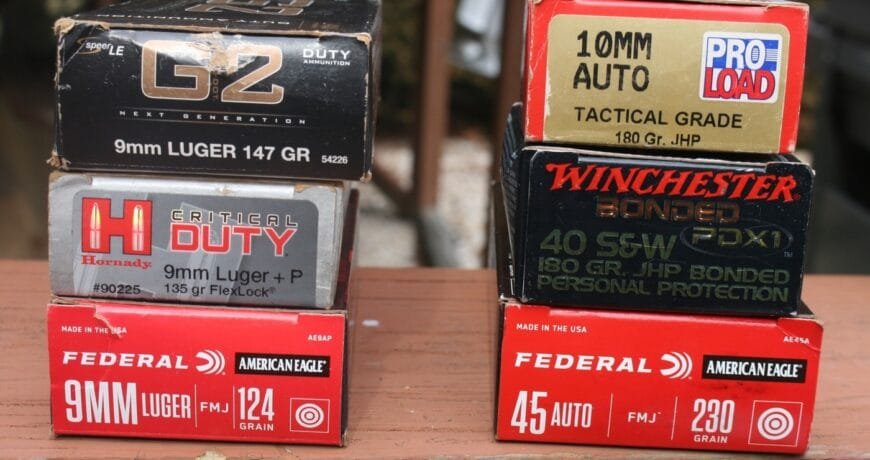 speer LE
G2
DUTY
AMMUNITION
NEXT GENERATION
9mm LUGER 147 GR
54226
H
Hornady
CRITICAL
DUTY
9mm Luger + P
#90225
135 gr FlexLock®
MADE IN THE USA
AE9AP
FEDERAL
AMERICAN EAGLE
9MM LUGER
FMJ
124
GRAIN
10MM
AUTO
PRO
LOAD
TACTICAL GRADE
180 Gr. JHP
WINCHESTER
BONDED
PDX1
40 S&W
180 GR. JHP BONDED
PERSONAL PROTECTION
MADE IN THE USA
AE45A
FEDERAL
AMERICAN EAGLE
45 AUTO
FMJ
230
GRAIN